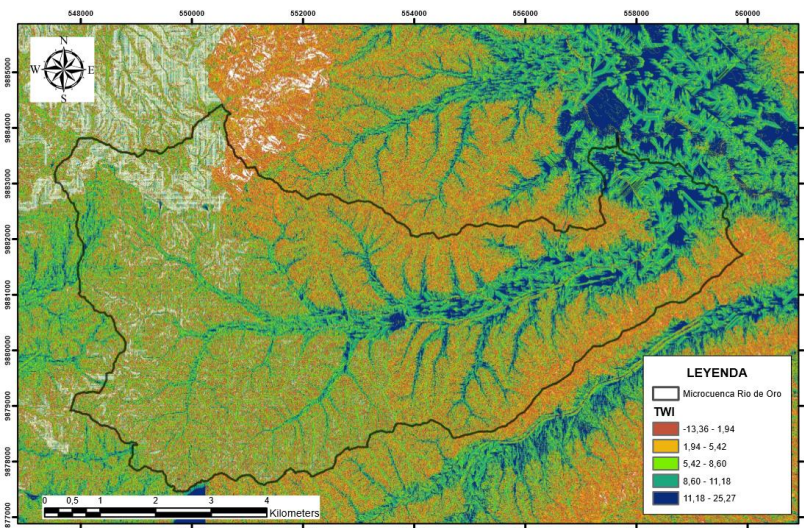 548000 550000 552000 554000 556000 558000 560000
N
W E
S
9885000
9884000
9883000
9882000
9881000
9880000
9879000
9878000
877000
LEYENDA
Microcuenca Rio de Oro
TWI
-13,36 - 1,94
1,94 - 5,42
5,42 - 8,60
8,60 - 11,18
11,18 - 25,27
0 0,5 1 2 3 4
Kilometers